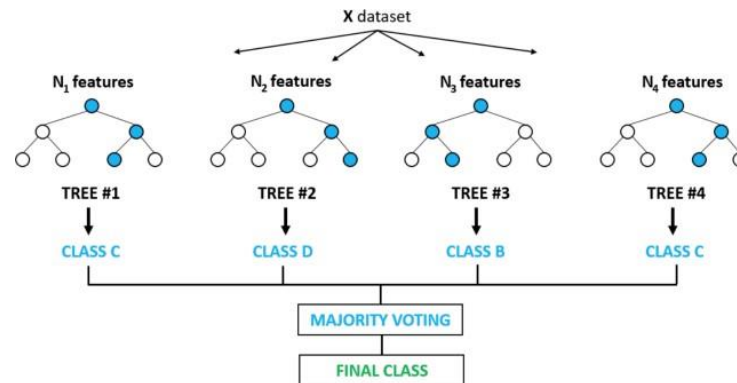 X dataset
N₁ features N₂ features N₃ features N₄ features
TREE #1 TREE #2 TREE #3 TREE #4
CLASS C CLASS D CLASS B CLASS C
MAJORITY VOTING
FINAL CLASS